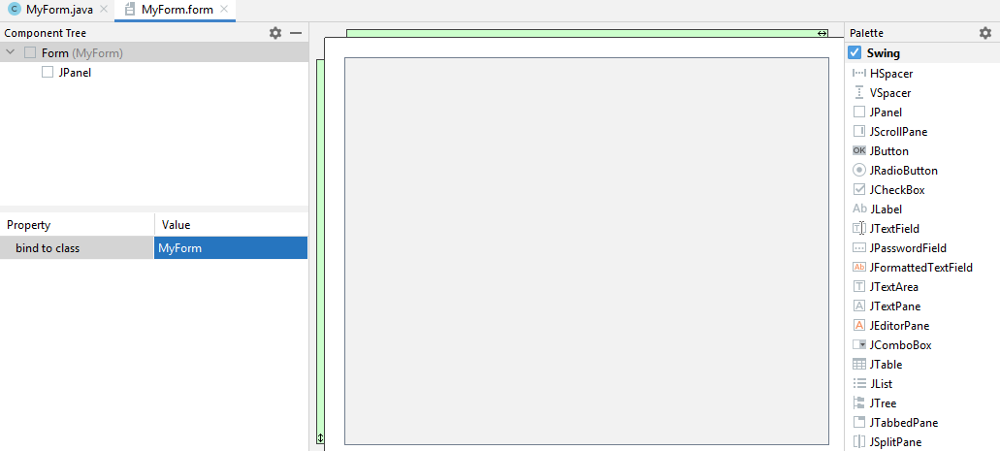 MyForm.java
MyForm.form
Component Tree
Form (MyForm)
JPanel
Property Value
bind to class MyForm
Palette
Swing
HSpacer
VSpacer
JPanel
JScrollPane
OK JButton
JRadioButton
JCheckBox
Ab JLabel
JTextField
JPasswordField
Ab JFormattedTextField
T JTextArea
A JTextPane
A JEditorPane
JComboBox
JTable
JList
JTree
JTabbedPane
JSplitPane